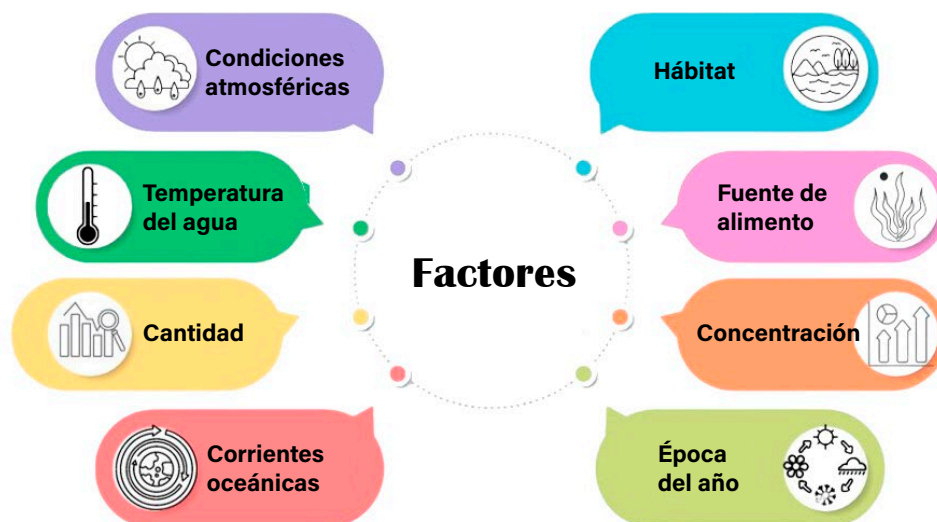 Condiciones
atmosféricas
Hábitat
Temperatura
del agua
Fuente de
alimento
Factores
Cantidad
Concentración
Corrientes
oceánicas
Época
del año